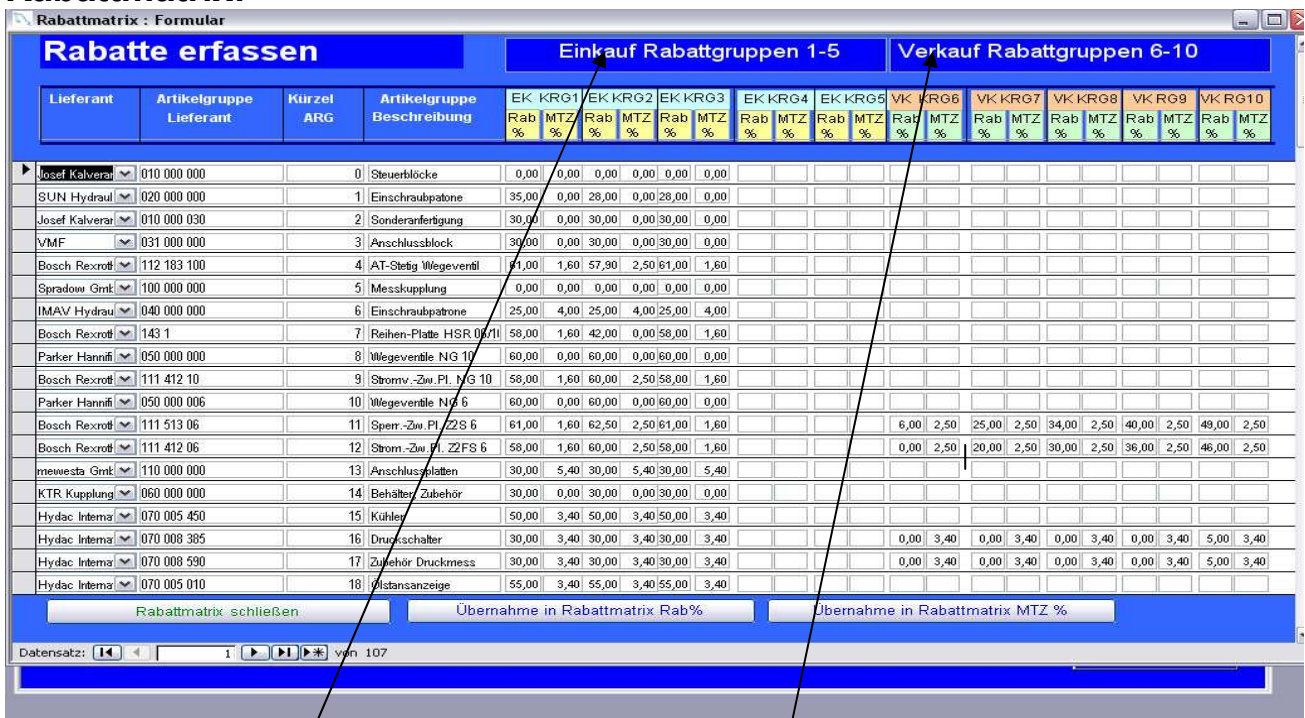 Rabattmatrix : Formular
Rabatte erfassen Einkauf Rabattgruppen 1-5 Verkauf Rabattgruppen 6-10
Lieferant Artikelgruppe Kürzel Artikelgruppe EK KRG1 EK KRG2 EK KRG3 EK KRG4 EK KRG5 VK KRG6 VK KRG7 VK KRG8 VK RG9 VK RG10
Lieferant ARG Beschreibung Rab MTZ Rab MTZ Rab MTZ Rab MTZ Rab MTZ Rab MTZ Rab MTZ Rab MTZ Rab MTZ Rab MTZ
% % % % % % % % % % % % % % % % % % % %
Josef Kalverar 010 000 000 0 Steuerblöcke 0,00 0,00 0,00 0,00 0,00 0,00
SUN Hydraul 020 000 000 1 Einschraubpatone 35,00 0,00 28,00 0,00 28,00 0,00
Josef Kalverar 010 000 030 2 Sonderanfertigung 30,00 0,00 30,00 0,00 30,00 0,00
VMF 031 000 000 3 Anschlussblock 30,00 0,00 30,00 0,00 30,00 0,00
Bosch Rexrotl 112 183 100 4 AT-Stetig Wegeventil 61,00 1,60 57,90 2,50 61,00 1,60
Spradow Gmb 100 000 000 5 Messkupplung 0,00 0,00 0,00 0,00 0,00 0,00
IMAV Hydrau 040 000 000 6 Einschraubpatrone 25,00 4,00 25,00 4,00 25,00 4,00
Bosch Rexrotl 143 1 7 Reihen-Platte HSR 06/10 58,00 1,60 42,00 0,00 58,00 1,60
Parker Hannifi 050 000 000 8 Wegeventile NG 10 60,00 0,00 60,00 0,00 60,00 0,00
Bosch Rexrotl 111 412 10 9 Stromv.-Zw.Pl. NG 10 58,00 1,60 60,00 2,50 58,00 1,60
Parker Hannifi 050 000 006 10 Wegeventile NG 6 60,00 0,00 60,00 0,00 60,00 0,00
Bosch Rexrotl 111 513 06 11 Sperr.-Zw.Pl. Z2S 6 61,00 1,60 62,50 2,50 61,00 1,60 6,00 2,50 25,00 2,50 34,00 2,50 40,00 2,50 49,00 2,50
Bosch Rexrotl 111 412 06 12 Strom.-Zw.Pl. Z2FS 6 58,00 1,60 60,00 2,50 58,00 1,60 0,00 2,50 20,00 2,50 30,00 2,50 36,00 2,50 46,00 2,50
mewesta Gmb 110 000 000 13 Anschlussplatten 30,00 5,40 30,00 5,40 30,00 5,40
KTR Kupplung 060 000 000 14 Behälter, Zubehör 30,00 0,00 30,00 0,00 30,00 0,00
Hydac Interna 070 005 450 15 Kühler 50,00 3,40 50,00 3,40 50,00 3,40
Hydac Interna 070 008 385 16 Druckschalter 30,00 3,40 30,00 3,40 30,00 3,40 0,00 3,40 0,00 3,40 0,00 3,40 0,00 3,40 5,00 3,40
Hydac Interna 070 008 590 17 Zubehör Druckmess 30,00 3,40 30,00 3,40 30,00 3,40 0,00 3,40 0,00 3,40 0,00 3,40 0,00 3,40 5,00 3,40
Hydac Interna 070 005 010 18 Ölstansanzeige 55,00 3,40 55,00 3,40 55,00 3,40
Rabattmatrix schließen Übernahme in Rabattmatrix Rab% Übernahme in Rabattmatrix MTZ %
Datensatz: 1 von 107